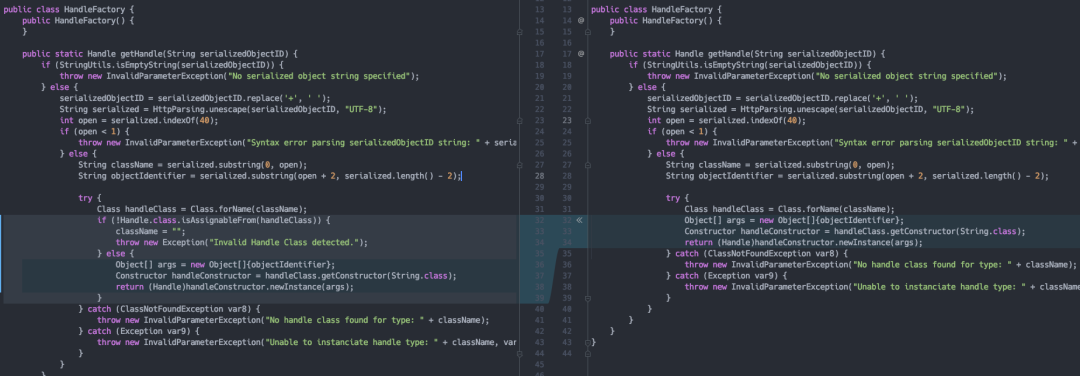 public class HandleFactory {
public HandleFactory() {
}
public static Handle getHandle(String serializedObjectID) {
if (StringUtils.isEmptyString(serializedObjectID)) {
throw new InvalidParameterException("No serialized object string specified");
} else {
serializedObjectID = serializedObjectID.replace('+', ' ');
String serialized = HttpParsing.unescape(serializedObjectID, "UTF-8");
int open = serialized.indexOf(40);
if (open < 1) {
throw new InvalidParameterException("Syntax error parsing serializedObjectID string: " + seria
} else {
String className = serialized.substring(0, open);
String objectIdentifier = serialized.substring(open + 2, serialized.length() - 2);
try {
Class handleClass = Class.forName(className);
if (!Handle.class.isAssignableFrom(handleClass)) {
className = "";
throw new Exception("Invalid Handle Class detected.");
} else {
Object[] args = new Object[]{objectIdentifier};
Constructor handleConstructor = handleClass.getConstructor(String.class);
return (Handle)handleConstructor.newInstance(args);
}
} catch (ClassNotFoundException var8) {
throw new InvalidParameterException("No handle class found for type: " + className);
} catch (Exception var9) {
throw new InvalidParameterException("Unable to instanciate handle type: " + className, var
}
}
}
13 13
14 14 @
15 15
16 16
17 17 @
18 18
19 19
20 20
21 21
22 22
23 23
24 24
25 25
26 26
27 27
28 28
29 29
30 30
31 31
32 32 «
33 33
34 34
35 35
36 36
37 37
38 38
39 39
40 40
41 41
42 42
43 43
44 44
45
46
public class HandleFactory {
public HandleFactory() {
}
public static Handle getHandle(String serializedObjectID) {
if (StringUtils.isEmptyString(serializedObjectID)) {
throw new InvalidParameterException("No serialized object string specified");
} else {
serializedObjectID = serializedObjectID.replace('+', ' ');
String serialized = HttpParsing.unescape(serializedObjectID, "UTF-8");
int open = serialized.indexOf(40);
if (open < 1) {
throw new InvalidParameterException("Syntax error parsing serializedObjectID string: " +
} else {
String className = serialized.substring(0, open);
String objectIdentifier = serialized.substring(open + 2, serialized.length() - 2);
try {
Class handleClass = Class.forName(className);
Object[] args = new Object[]{objectIdentifier};
Constructor handleConstructor = handleClass.getConstructor(String.class);
return (Handle)handleConstructor.newInstance(args);
} catch (ClassNotFoundException var8) {
throw new InvalidParameterException("No handle class found for type: " + className);
} catch (Exception var9) {
throw new InvalidParameterException("Unable to instanciate handle type: " + className
}
}
}
}
}